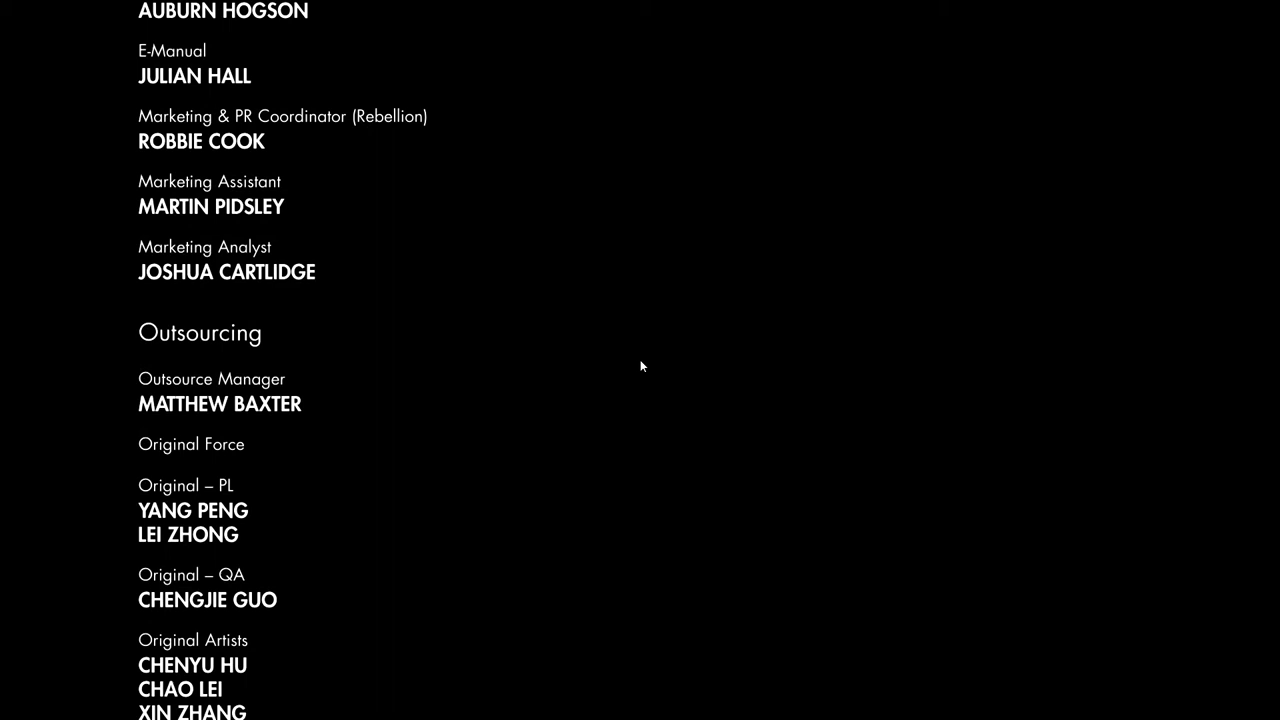 AUBURN HOGSON
E-Manual
JULIAN HALL
Marketing & PR Coordinator (Rebellion)
ROBBIE COOK
Marketing Assistant
MARTIN PIDSLEY
Marketing Analyst
JOSHUA CARTLIDGE
Outsourcing
Outsource Manager
MATTHEW BAXTER
Original Force
Original – PL
YANG PENG
LEI ZHONG
Original – QA
CHENGJIE GUO
Original Artists
CHENYU HU
CHAO LEI
XIN ZHANG